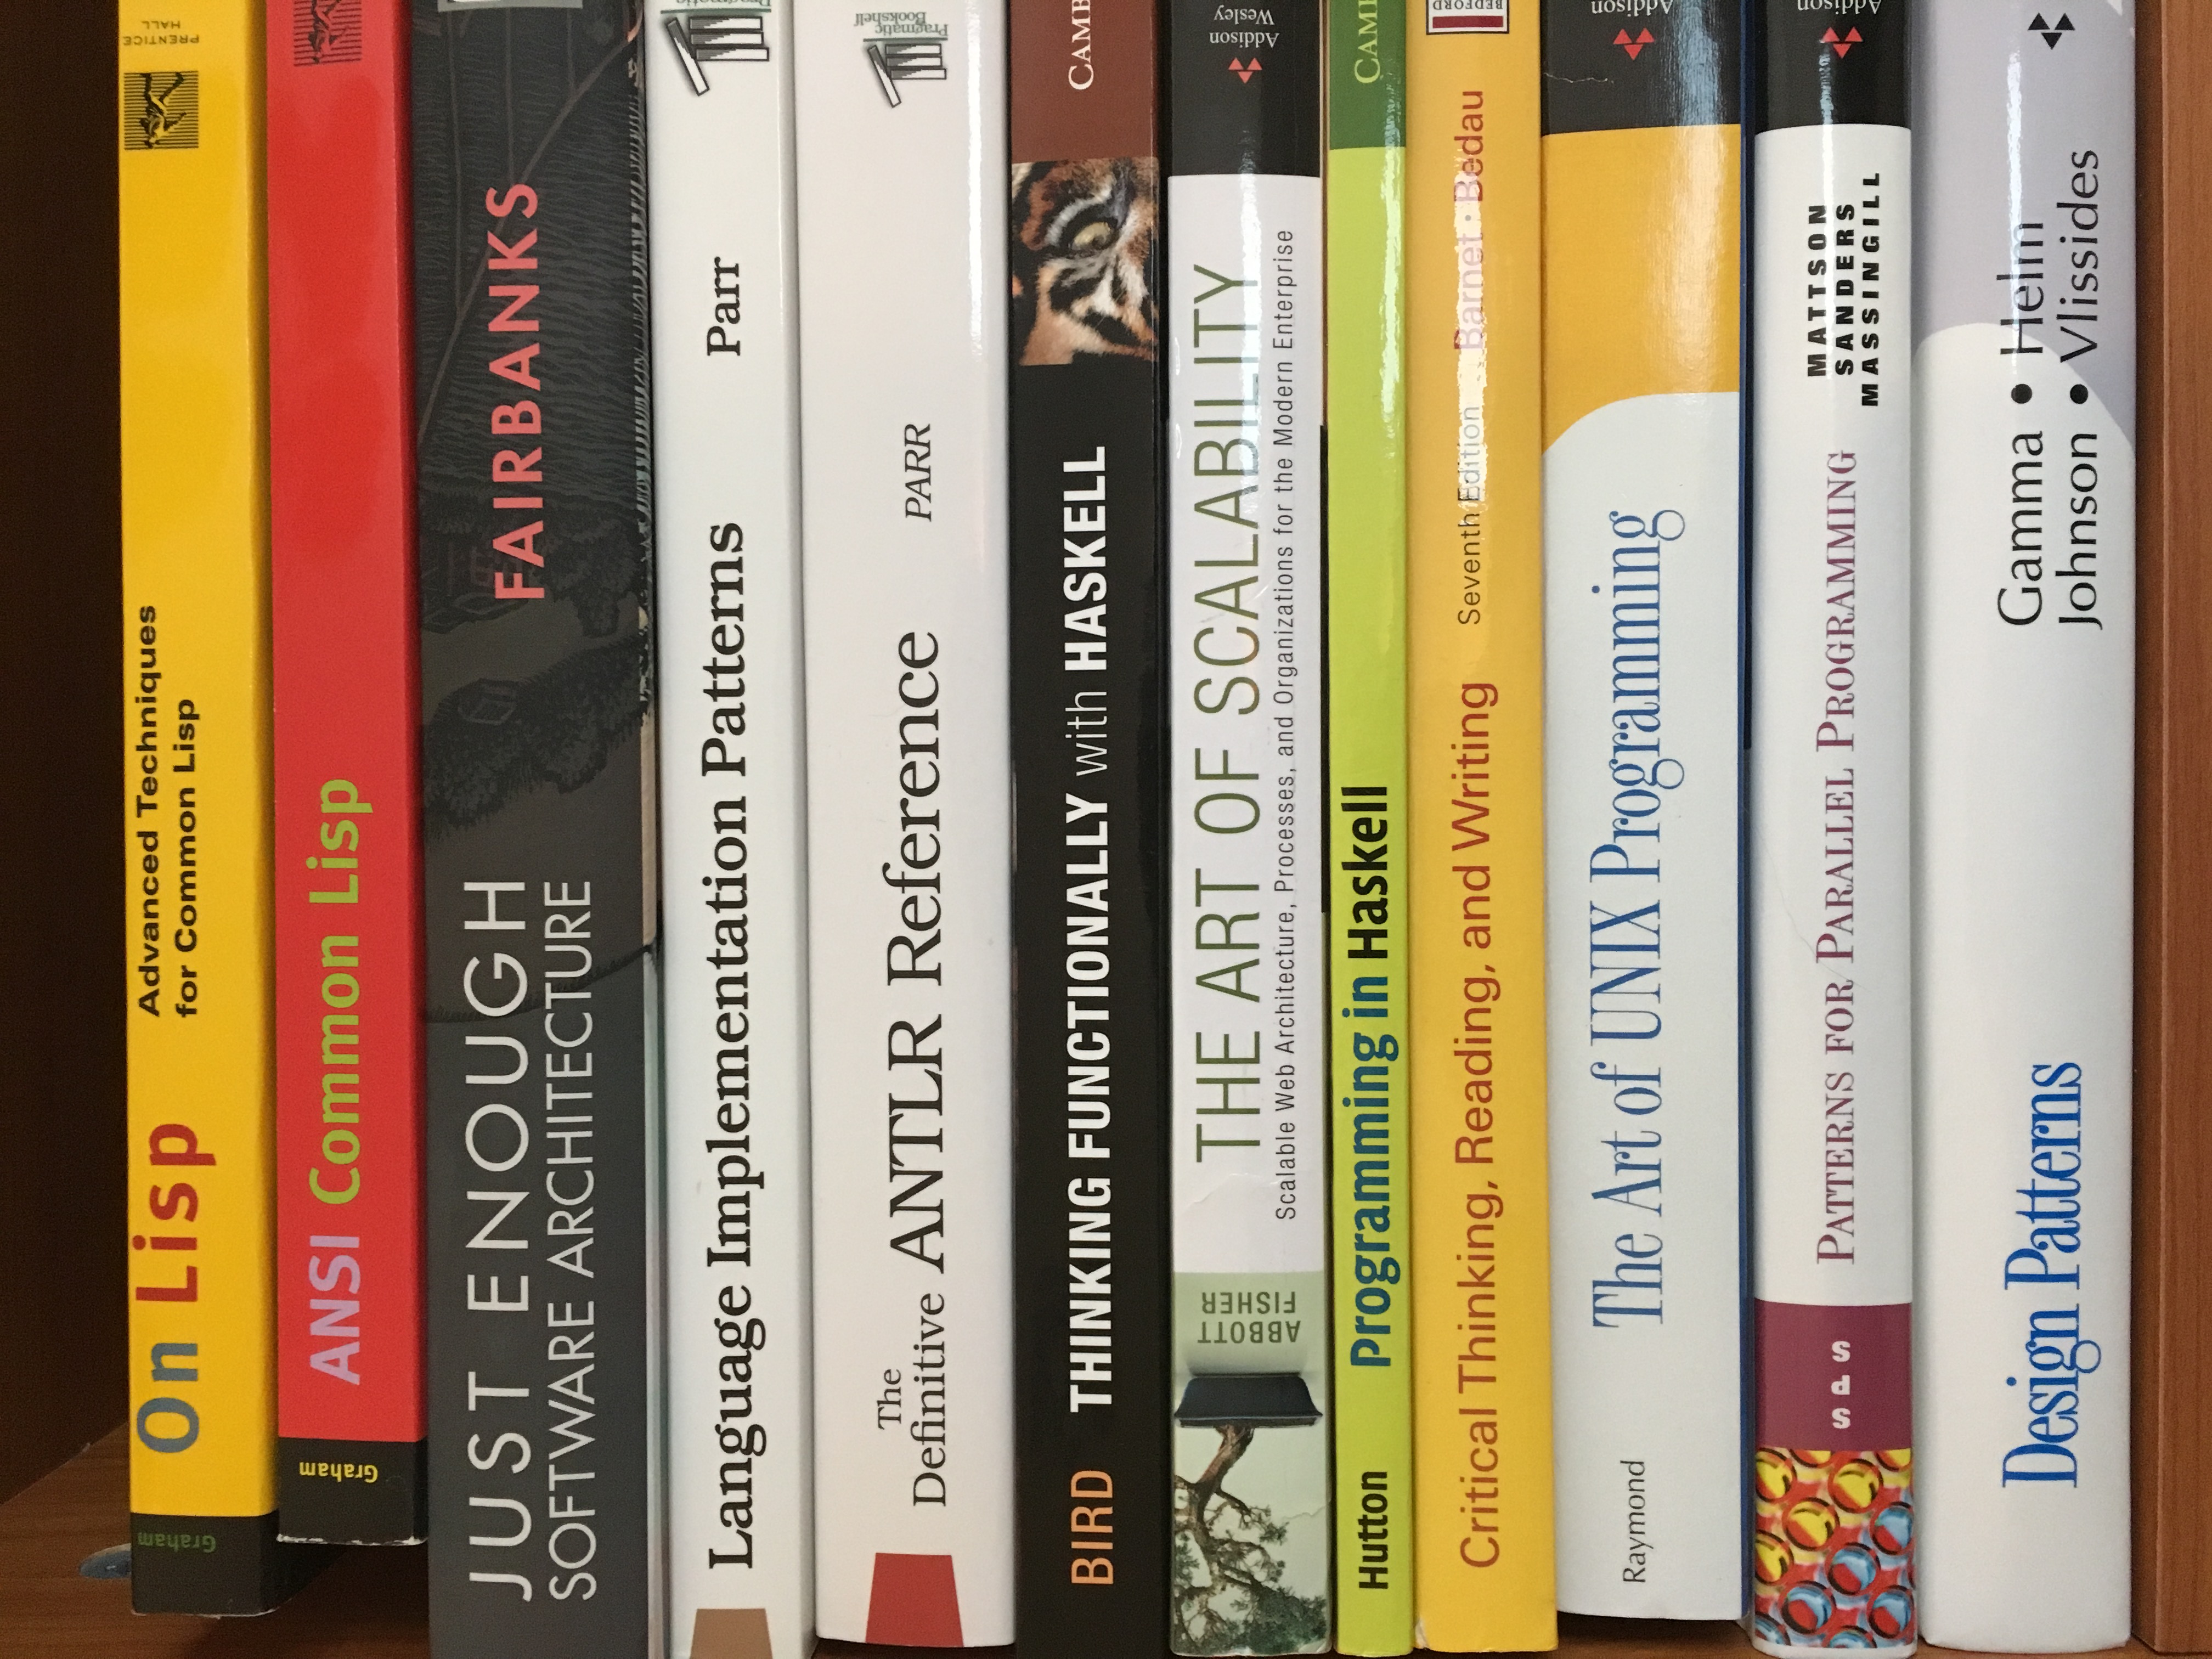 Graham
On Lisp
Advanced Techniques
for Common Lisp
PRENTICE
HALL
Graham
ANSI Common Lisp
JUST ENOUGH
SOFTWARE ARCHITECTURE
FAIRBANKS
Language Implementation Patterns
Parr
The
Definitive ANTLR Reference
PARR
Pragmatic
Bookshelf
BIRD
THINKING FUNCTIONALLY with HASKELL
CAMB
ABBOTT
FISHER
THE ART OF SCALABILITY
Scalable Web Architecture, Processes, and Organizations for the Modern Enterprise
Addison
Wesley
Hutton
Programming in Haskell
CAMB
Critical Thinking, Reading, and Writing
Seventh Edition
Barnet · Bedau
BEDFORD
Raymond
The Art of UNIX Programming
Addison
SPS
PATTERNS FOR PARALLEL PROGRAMMING
MATTSON
SANDERS
MASSINGILL
Addison
Design Patterns
Gamma • Helm
Johnson • Vlissides